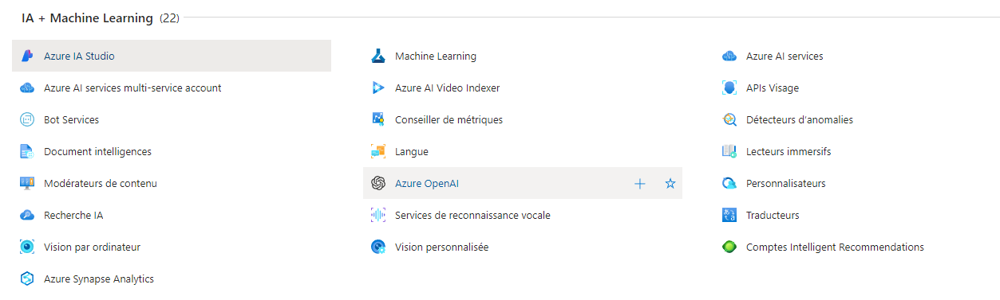 IA + Machine Learning (22)
Azure IA Studio
Machine Learning
Azure AI services
Azure AI services multi-service account
Azure AI Video Indexer
APIs Visage
Bot Services
Conseiller de métriques
Détecteurs d'anomalies
Document intelligences
Langue
Lecteurs immersifs
Modérateurs de contenu
Azure OpenAI
Personnalisateurs
Recherche IA
Services de reconnaissance vocale
Traducteurs
Vision par ordinateur
Vision personnalisée
Comptes Intelligent Recommendations
Azure Synapse Analytics